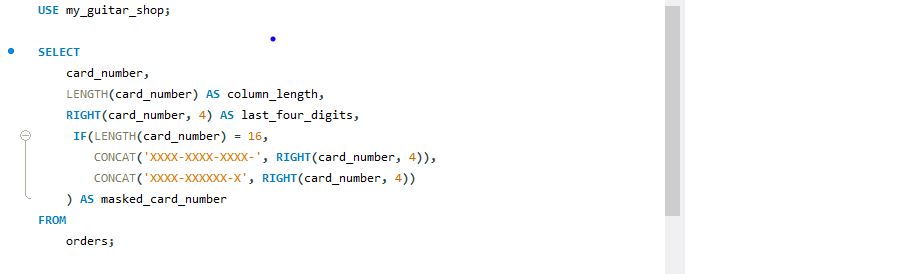 USE my_guitar_shop;
SELECT
card_number,
LENGTH(card_number) AS column_length,
RIGHT(card_number, 4) AS last_four_digits,
IF(LENGTH(card_number) = 16,
CONCAT('XXXX-XXXX-XXXX-', RIGHT(card_number, 4)),
CONCAT('XXXX-XXXXXX-X', RIGHT(card_number, 4))
) AS masked_card_number
FROM
orders;